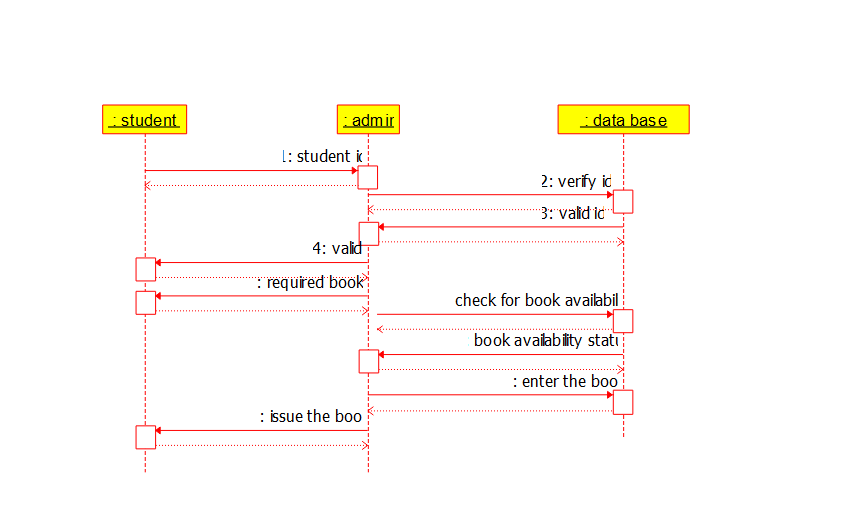 : student
: admin
: data base
1: student id
2: verify id
3: valid id
4: valid
: required book
check for book availabil
book availability statu
: enter the boo
: issue the boo